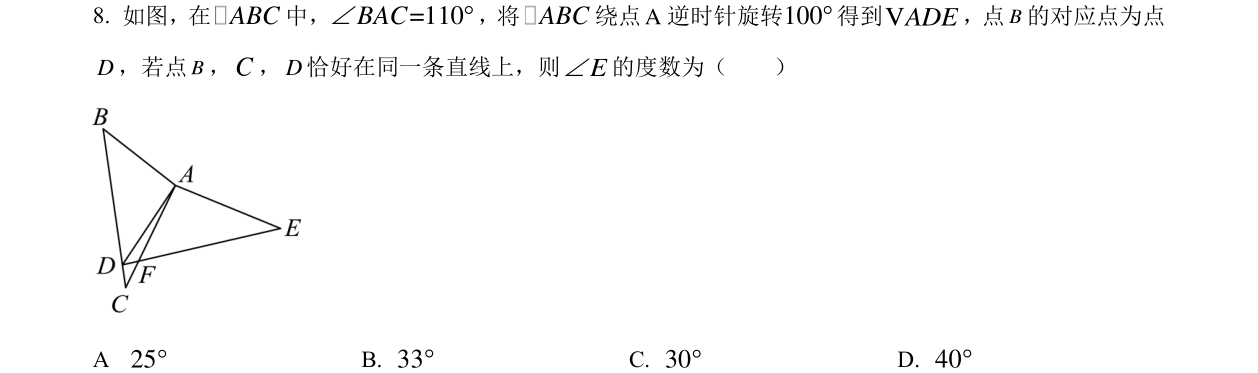 8. 如图，在□ABC 中，∠BAC=110°，将□ABC 绕点 A 逆时针旋转100°得到VADE，点 B 的对应点为点
D，若点 B，C，D 恰好在同一条直线上，则∠E 的度数为（　　）
B
A
E
D
F
C
A 25° B. 33° C. 30° D. 40°